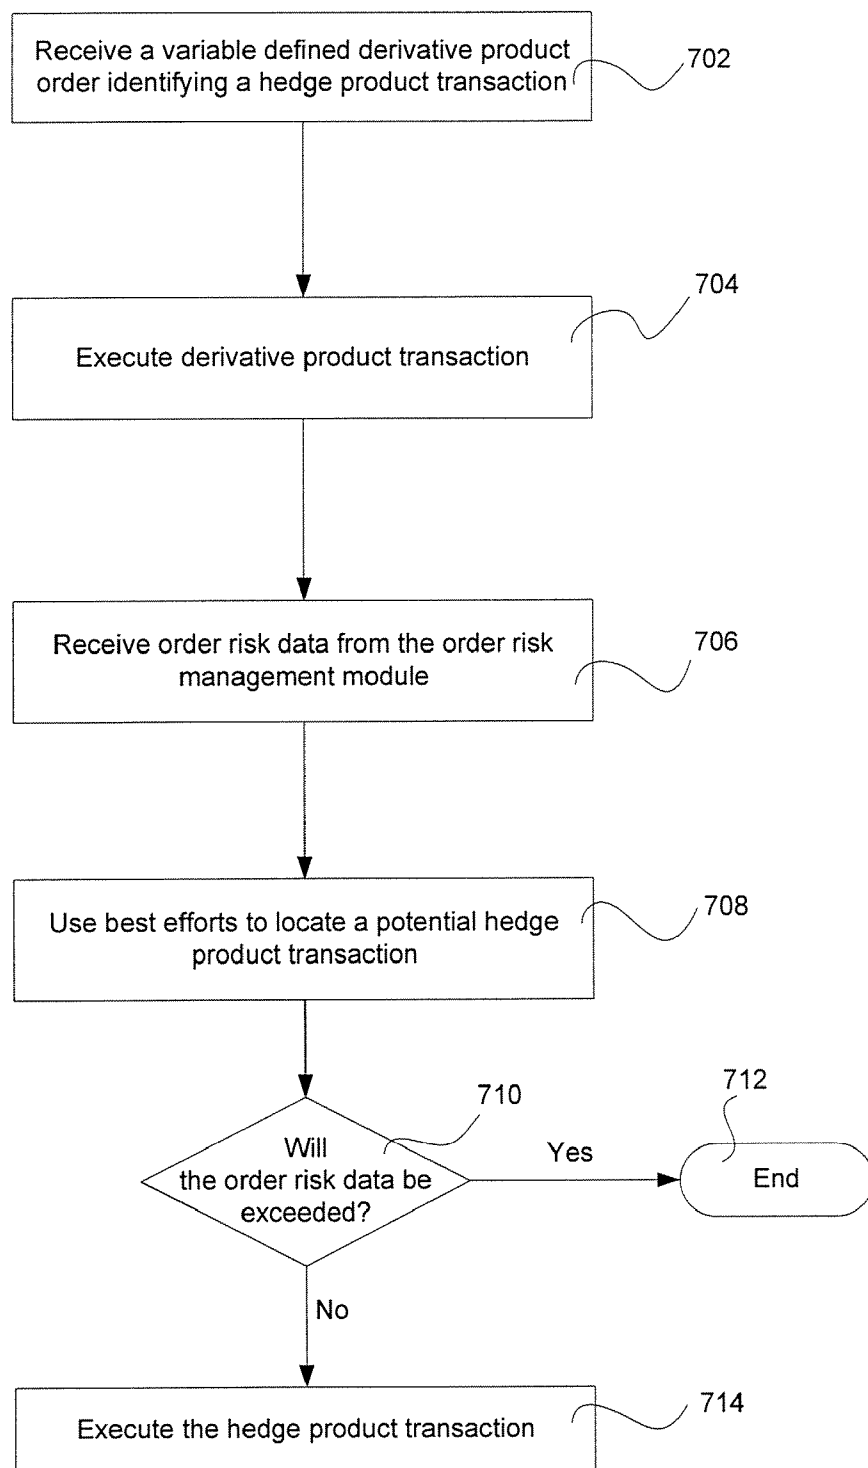 Receive a variable defined derivative product
order identifying a hedge product transaction
702
704
Execute derivative product transaction
Receive order risk data from the order risk
management module
706
Use best efforts to locate a potential hedge
product transaction
708
710
712
Will
the order risk data be
exceeded?
Yes
End
No
Execute the hedge product transaction
714